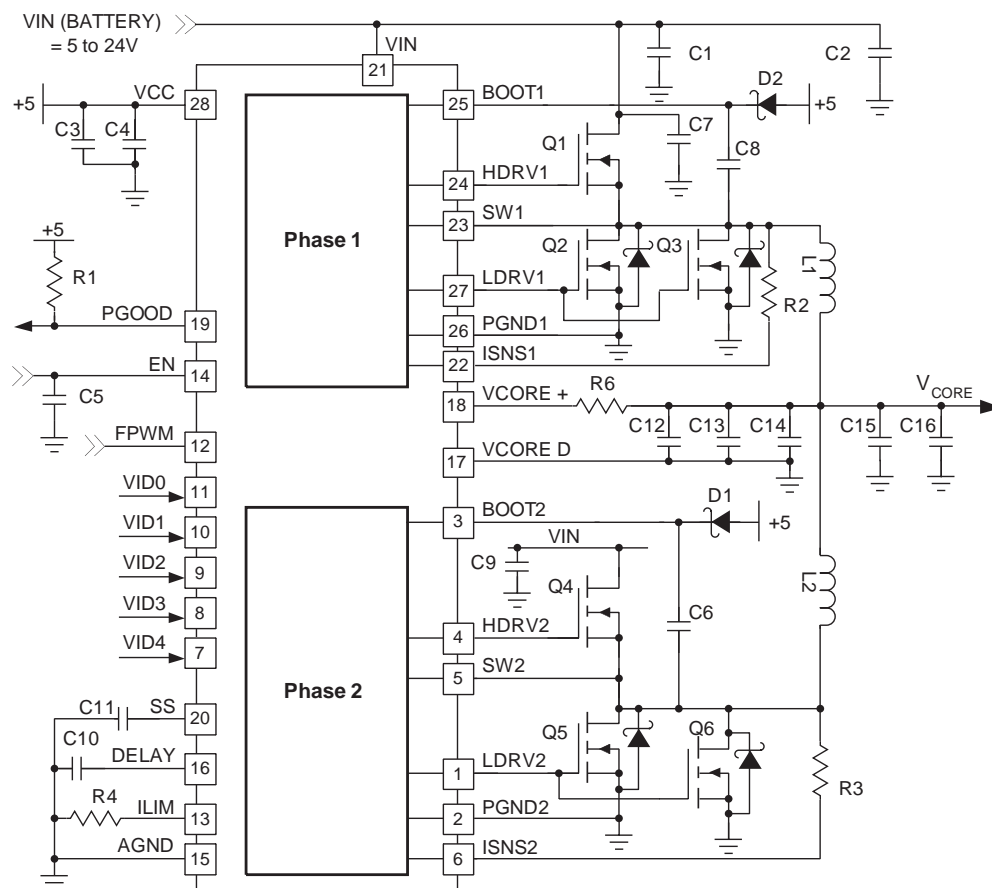 VIN (BATTERY)
= 5 to 24V
VIN
21
C1
C2
+5
VCC
28
C3
C4
25
BOOT1
D2
+5
C7
C8
Q1
24
HDRV1
23
SW1
Phase 1
Q2
Q3
27
LDRV1
L1
R2
+5
R1
PGOOD
19
26
PGND1
22
ISNS1
EN
14
C5
18
VCORE +
R6
VCORE
C12
C13
C14
C15
C16
FPWM
12
17
VCORE D
VID0
11
VID1
10
VID2
9
VID3
8
VID4
7
3
BOOT2
D1
+5
VIN
C9
Q4
C6
L2
4
HDRV2
5
SW2
Phase 2
C11
SS
20
C10
DELAY
16
R4
ILIM
13
AGND
15
Q5
Q6
1
LDRV2
R3
2
PGND2
6
ISNS2